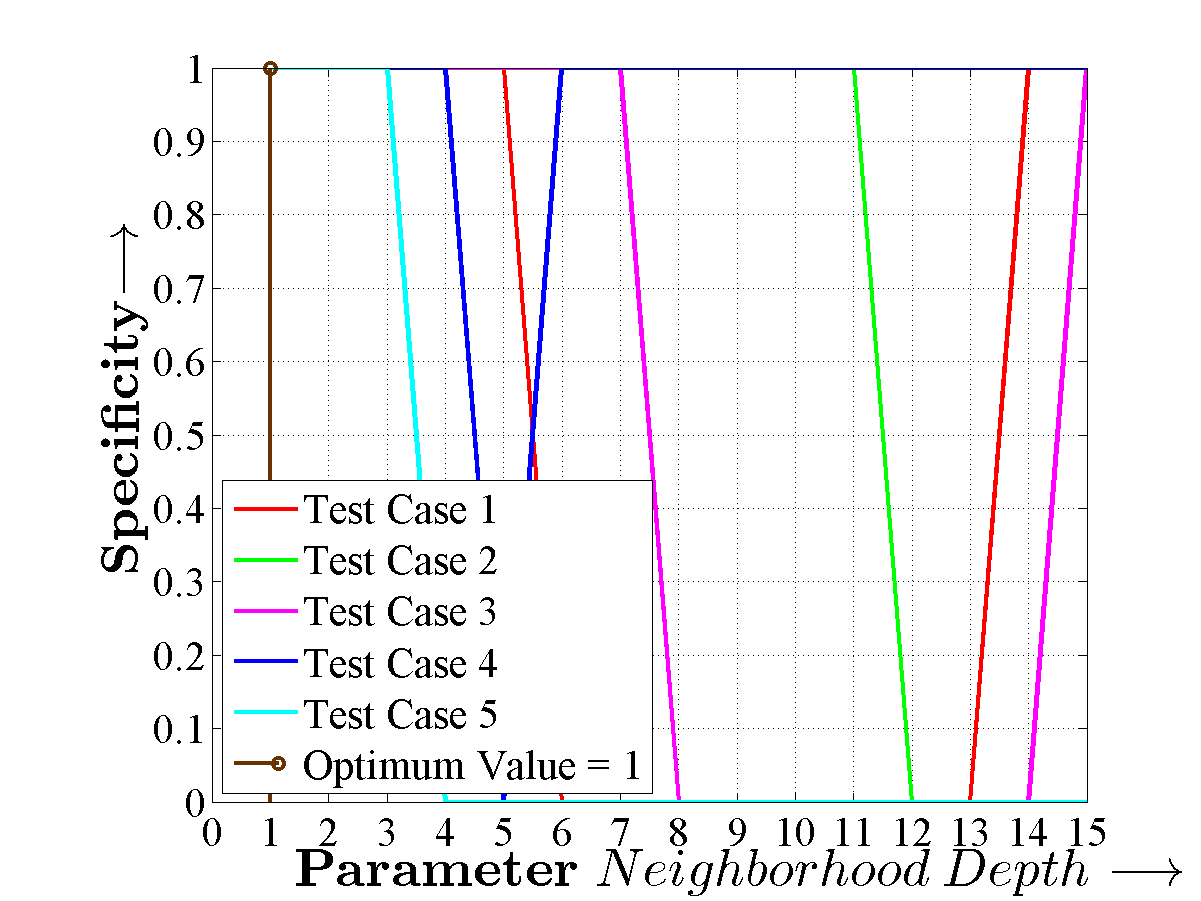 1
0.9
0.8
0.7
0.6
0.5
0.4
0.3
0.2
0.1
0
Specificity→
Test Case 1
Test Case 2
Test Case 3
Test Case 4
Test Case 5
Optimum Value = 1
0 1 2 3 4 5 6 7 8 9 10 11 12 13 14 15
Parameter Neighborhood Depth →